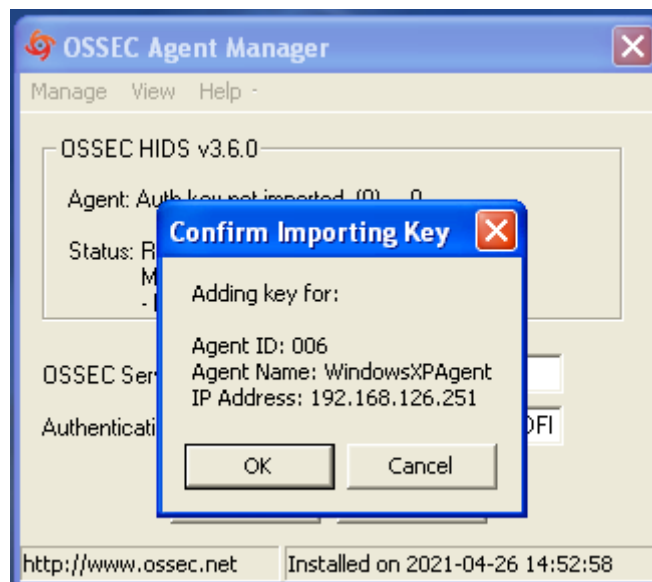 OSSEC Agent Manager
Manage View Help
OSSEC HIDS v3.6.0
Agent: Auth key not imported. (0) - 0
Status:
Confirm Importing Key
Adding key for:
Agent ID: 006
Agent Name: WindowsXPAgent
IP Address: 192.168.126.251
OSSEC Ser
Authenticati
OK Cancel
http://www.ossec.net Installed on 2021-04-26 14:52:58